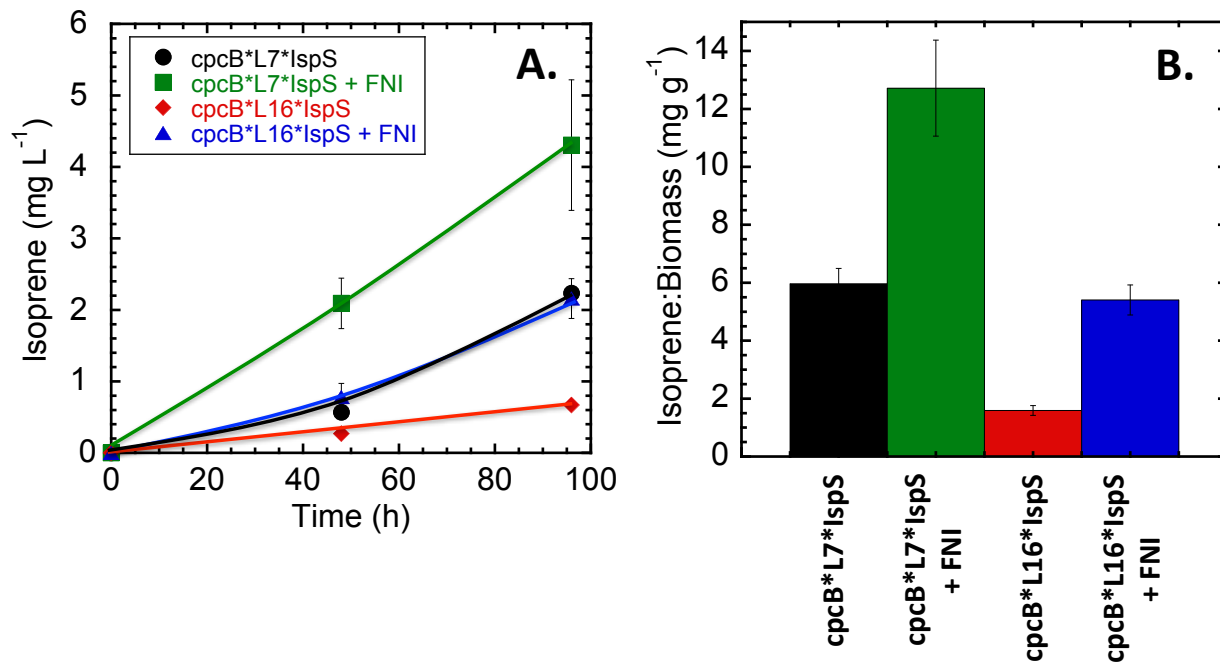 A.
cpcB*L7*IspS
cpcB*L7*IspS + FNI
cpcB*L16*IspS
cpcB*L16*IspS + FNI
Isoprene (mg L⁻¹)
6
5
4
3
2
1
0
0 20 40 60 80 100
Time (h)
B.
Isoprene:Biomass (mg g⁻¹)
14
12
10
8
6
4
2
0
cpcB*L7*IspS
cpcB*L7*IspS
+ FNI
cpcB*L16*IspS
cpcB*L16*IspS
+ FNI